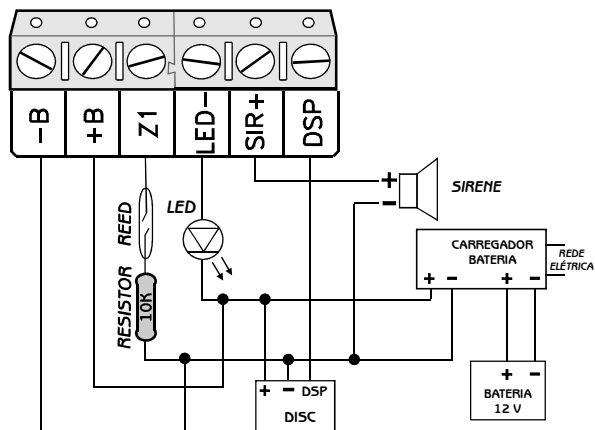 -B
+B
Z1
LED-
SIR+
DSP
REED
LED
RESISTOR
10K
+
-
SIRENE
CARREGADOR
BATERIA
+ - + -
REDE
ELÉTRICA
+ - DSP
DISC
+ -
BATERIA
12 V